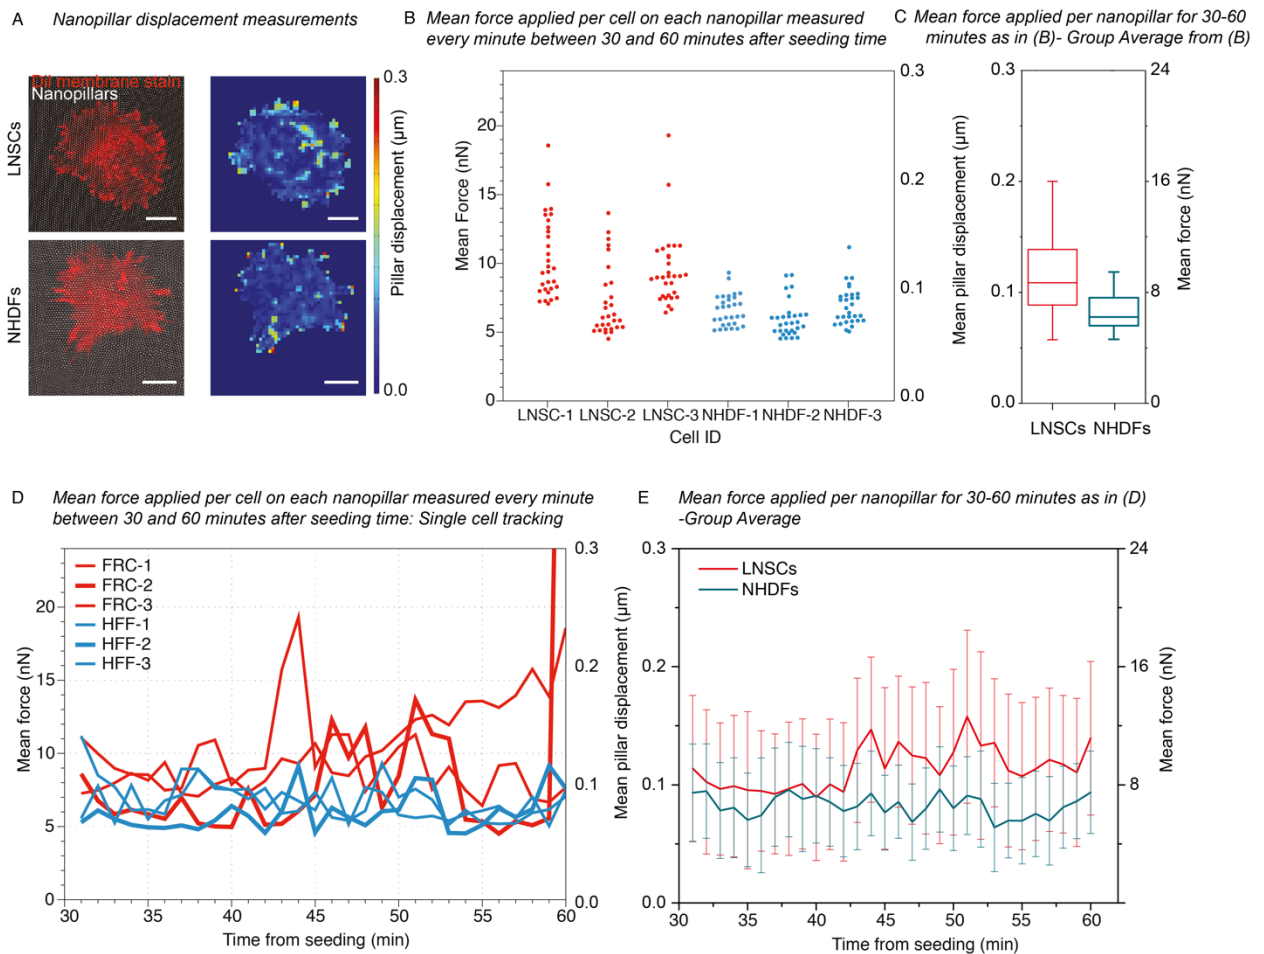 A
Nanopillar displacement measurements
DiI membrane stain
Nanopillars
LNSCs
NHDFs
0.3
Pillar displacement (μm)
0.0
B
Mean force applied per cell on each nanopillar measured
every minute between 30 and 60 minutes after seeding time
Mean Force (nN)
20
15
10
5
0
0.3
0.2
0.1
0.0
LNSC-1 LNSC-2 LNSC-3 NHDF-1 NHDF-2 NHDF-3
Cell ID
C
Mean force applied per nanopillar for 30-60
minutes as in (B)- Group Average from (B)
Mean pillar displacement (μm)
0.3
0.2
0.1
0.0
24
16
8
0
Mean force (nN)
LNSCs NHDFs
D
Mean force applied per cell on each nanopillar measured every minute
between 30 and 60 minutes after seeding time: Single cell tracking
FRC-1
FRC-2
FRC-3
HFF-1
HFF-2
HFF-3
Mean force (nN)
20
15
10
5
0
0.3
0.2
0.1
0.0
30 35 40 45 50 55 60
Time from seeding (min)
E
Mean force applied per nanopillar for 30-60 minutes as in (D)
-Group Average
LNSCs
NHDFs
Mean pillar displacement (μm)
0.3
0.2
0.1
0.0
24
16
8
Mean force (nN)
30 35 40 45 50 55 60
Time from seeding (min)